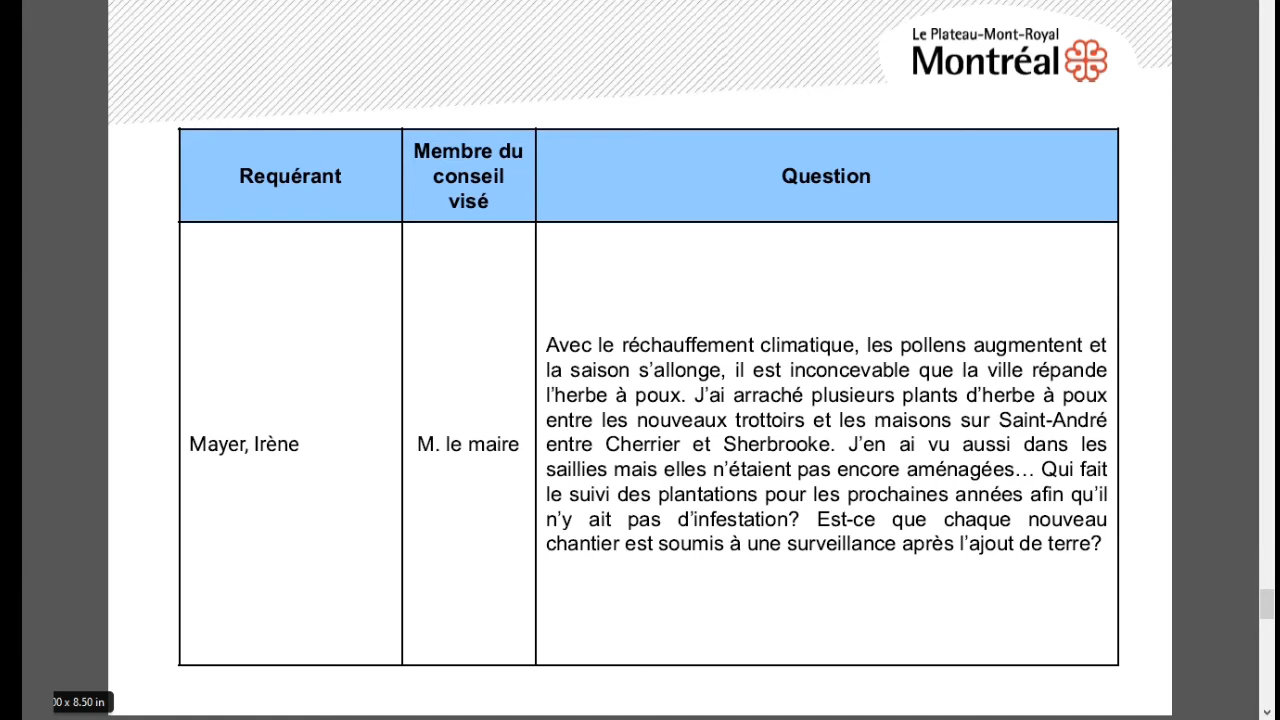 Le Plateau-Mont-Royal
Montréal
Requérant
Membre du
conseil
visé
Question
Mayer, Irène
M. le maire
Avec le réchauffement climatique, les pollens augmentent et
la saison s’allonge, il est inconcevable que la ville répande
l’herbe à poux. J’ai arraché plusieurs plants d’herbe à poux
entre les nouveaux trottoirs et les maisons sur Saint-André
entre Cherrier et Sherbrooke. J’en ai vu aussi dans les
saillies mais elles n’étaient pas encore aménagées… Qui fait
le suivi des plantations pour les prochaines années afin qu’il
n’y ait pas d’infestation? Est-ce que chaque nouveau
chantier est soumis à une surveillance après l’ajout de terre?
x 8.50 in